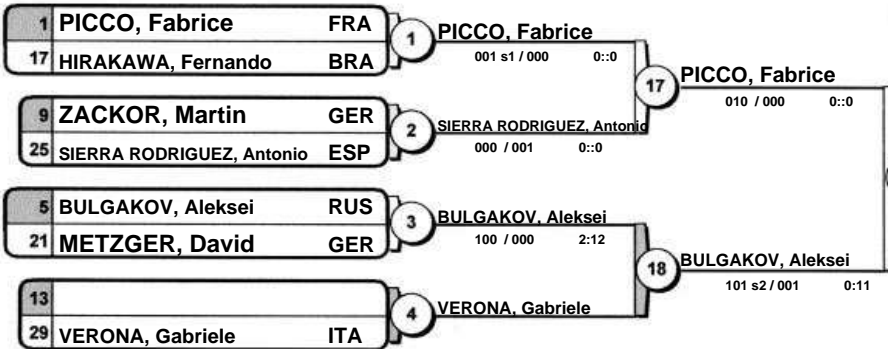 1 PICCO, Fabrice FRA
17 HIRAKAWA, Fernando BRA
1
PICCO, Fabrice
001 s1 / 000 0::0
9 ZACKOR, Martin GER
25 SIERRA RODRIGUEZ, Antonio ESP
2
SIERRA RODRIGUEZ, Antonio
000 / 001 0::0
17
PICCO, Fabrice
010 / 000 0::0
5 BULGAKOV, Aleksei RUS
21 METZGER, David GER
3
BULGAKOV, Aleksei
100 / 000 2:12
13
29 VERONA, Gabriele ITA
4
VERONA, Gabriele
18
BULGAKOV, Aleksei
101 s2 / 001 0:11